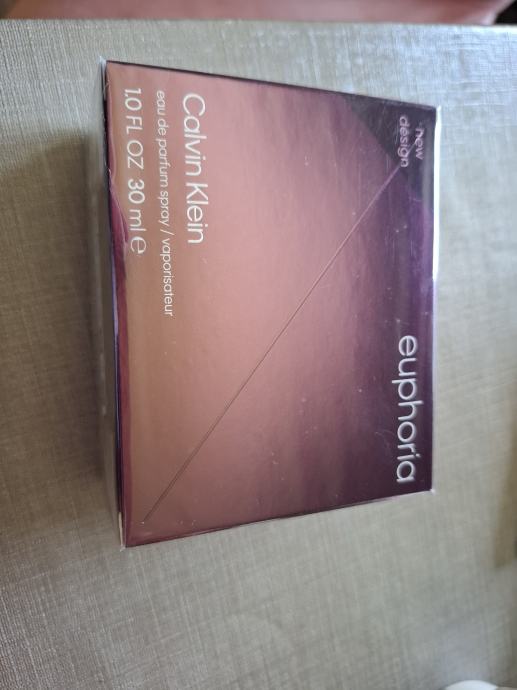 new
design
euphoria
Calvin Klein
eau de parfum spray / vaporisateur
1.0 FL OZ 30 ml ℮